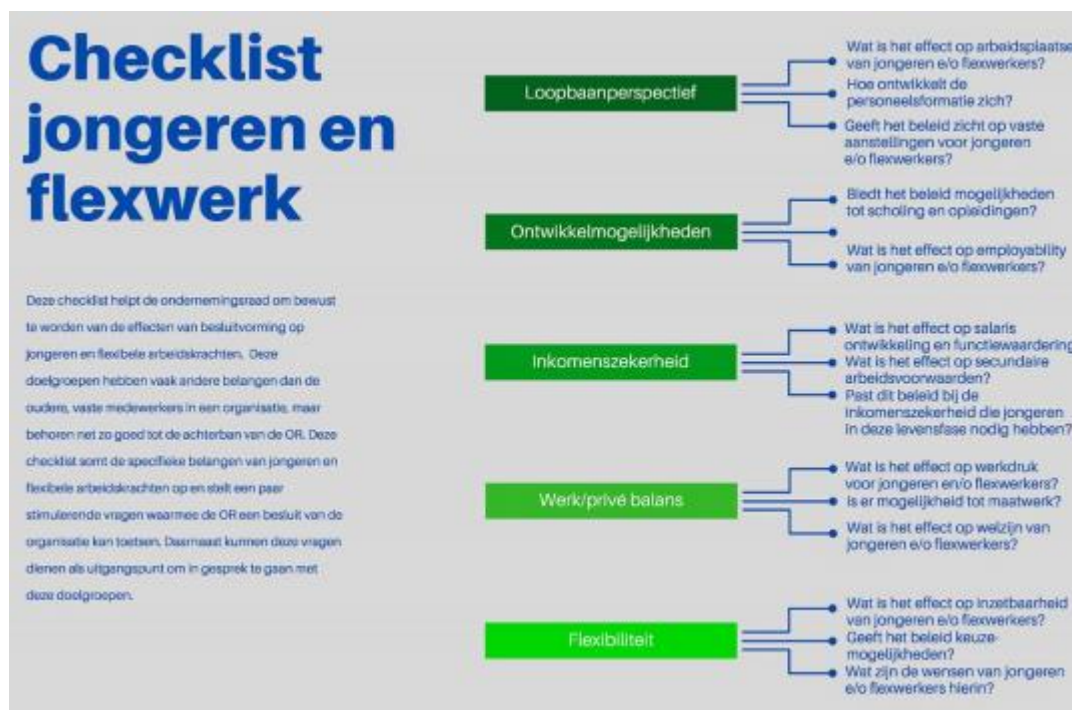 Checklist
jongeren en
flexwerk
Deze checklist helpt de ondernemingsraad om bewust
te worden van de effecten van besluitvorming op
jongeren en flexibele arbeidskrachten. Deze
doelgroepen hebben vaak andere belangen dan de
oudere, vaste medewerkers in een organisatie, maar
behoren net zo goed tot de achterban van de OR. Deze
checklist somt de specifieke belangen van jongeren en
flexibele arbeidskrachten op en stelt een paar
stimulerende vragen waarmee de OR een besluit van de
organisatie kan toetsen. Daarnaast kunnen deze vragen
dienen als uitgangspunt om in gesprek te gaan met
deze doelgroepen.
Loopbaanperspectief
Wat is het effect op arbeidsplaatse
van jongeren e/o flexwerkers?
Hoe ontwikkelt de
personeelsformatie zich?
Geeft het beleid zicht op vaste
aanstellingen voor jongeren
e/o flexwerkers?
Ontwikkelmogelijkheden
Biedt het beleid mogelijkheden
tot scholing en opleidingen?
Wat is het effect op employability
van jongeren e/o flexwerkers?
Inkomenszekerheid
Wat is het effect op salaris
ontwikkeling en functiewaardering
Wat is het effect op secundaire
arbeidsvoorwaarden?
Past dit beleid bij de
inkomenszekerheid die jongeren
in deze levensfase nodig hebben?
Werk/privé balans
Wat is het effect op werkdruk
voor jongeren en/o flexwerkers?
Is er mogelijkheid tot maatwerk?
Wat is het effect op welzijn van
jongeren e/o flexwerkers?
Flexibiliteit
Wat is het effect op inzetbaarheid
van jongeren e/o flexwerkers?
Geeft het beleid keuze-
mogelijkheden?
Wat zijn de wensen van jongeren
e/o flexwerkers hierin?